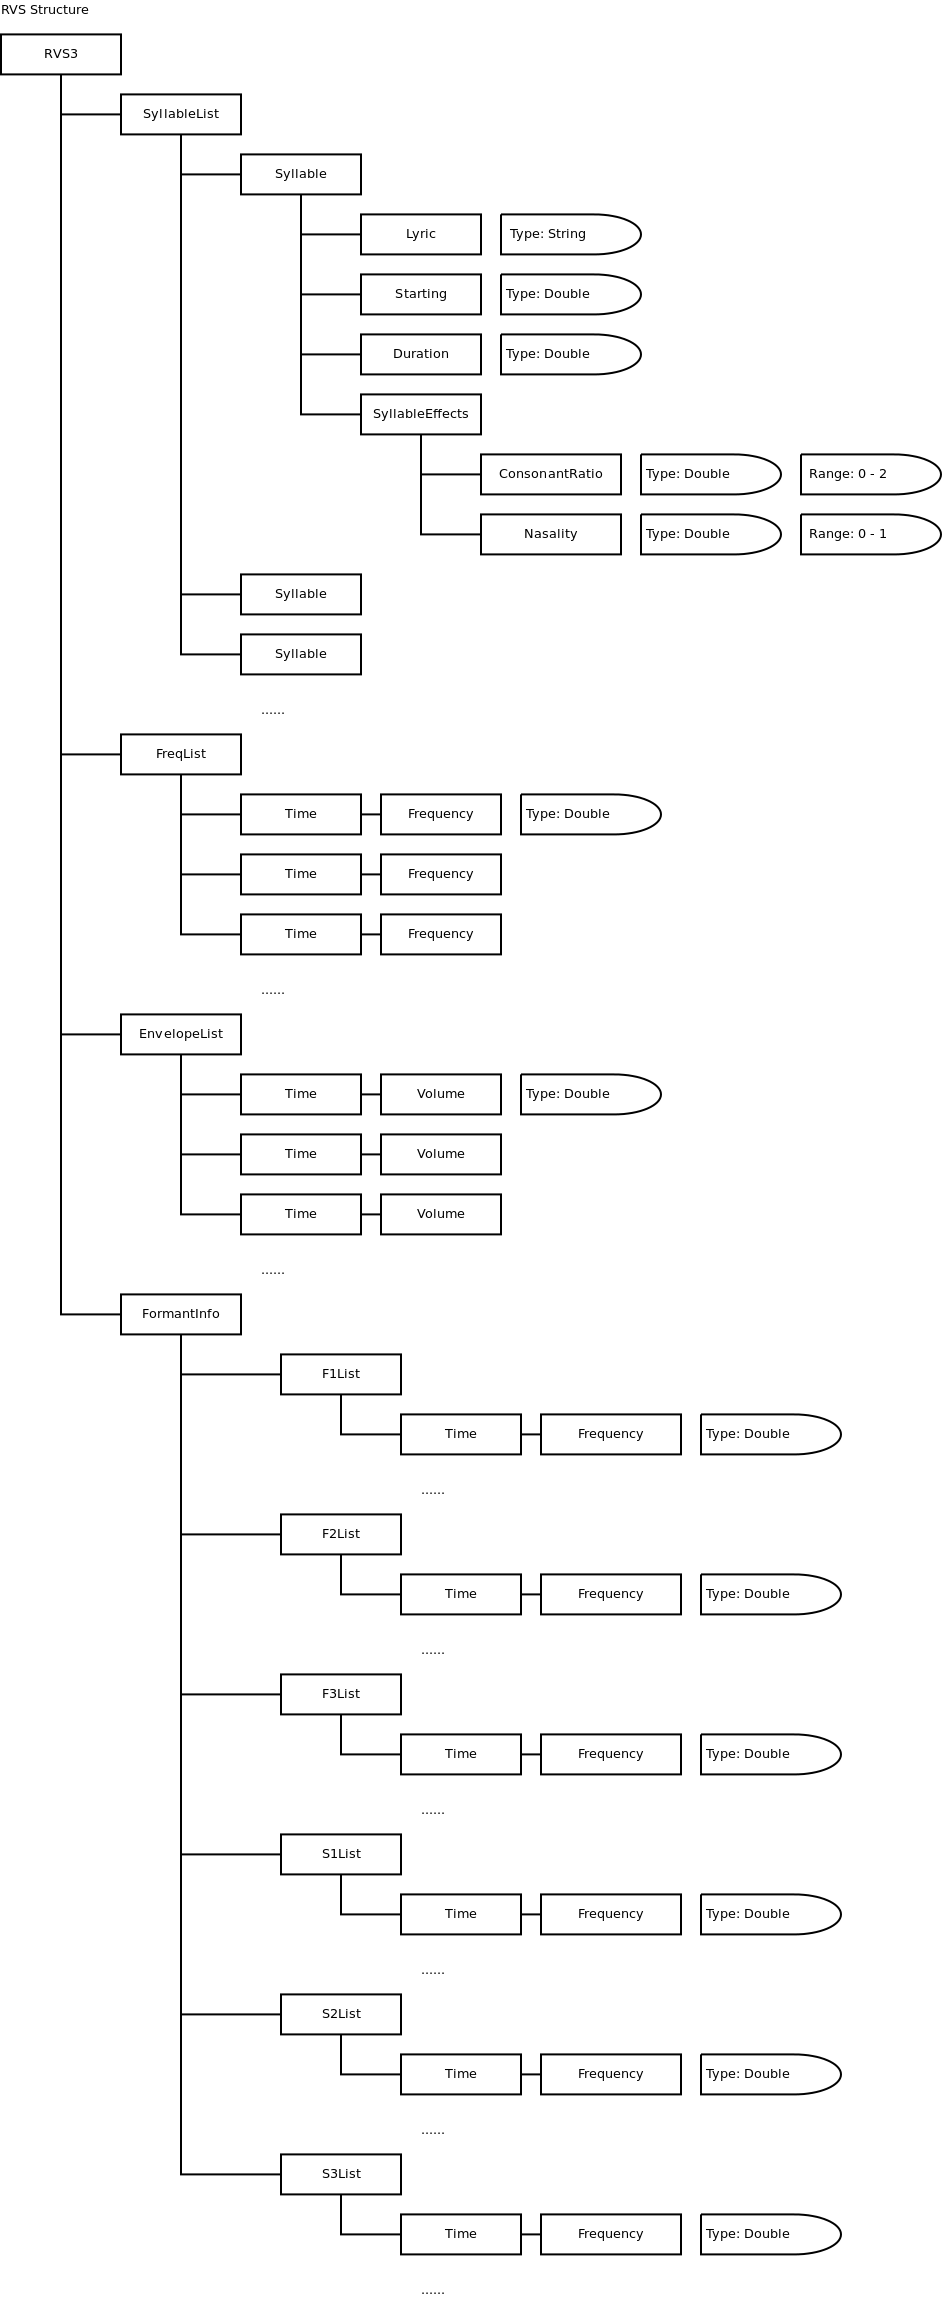 RVS Structure
RVS3
SyllableList
Syllable
Lyric Type: String
Starting Type: Double
Duration Type: Double
SyllableEffects
ConsonantRatio Type: Double Range: 0 - 2
Nasality Type: Double Range: 0 - 1
Syllable
Syllable
......
FreqList
Time Frequency Type: Double
Time Frequency
Time Frequency
......
EnvelopeList
Time Volume Type: Double
Time Volume
Time Volume
......
FormantInfo
F1List
Time Frequency Type: Double
......
F2List
Time Frequency Type: Double
......
F3List
Time Frequency Type: Double
......
S1List
Time Frequency Type: Double
......
S2List
Time Frequency Type: Double
......
S3List
Time Frequency Type: Double
......